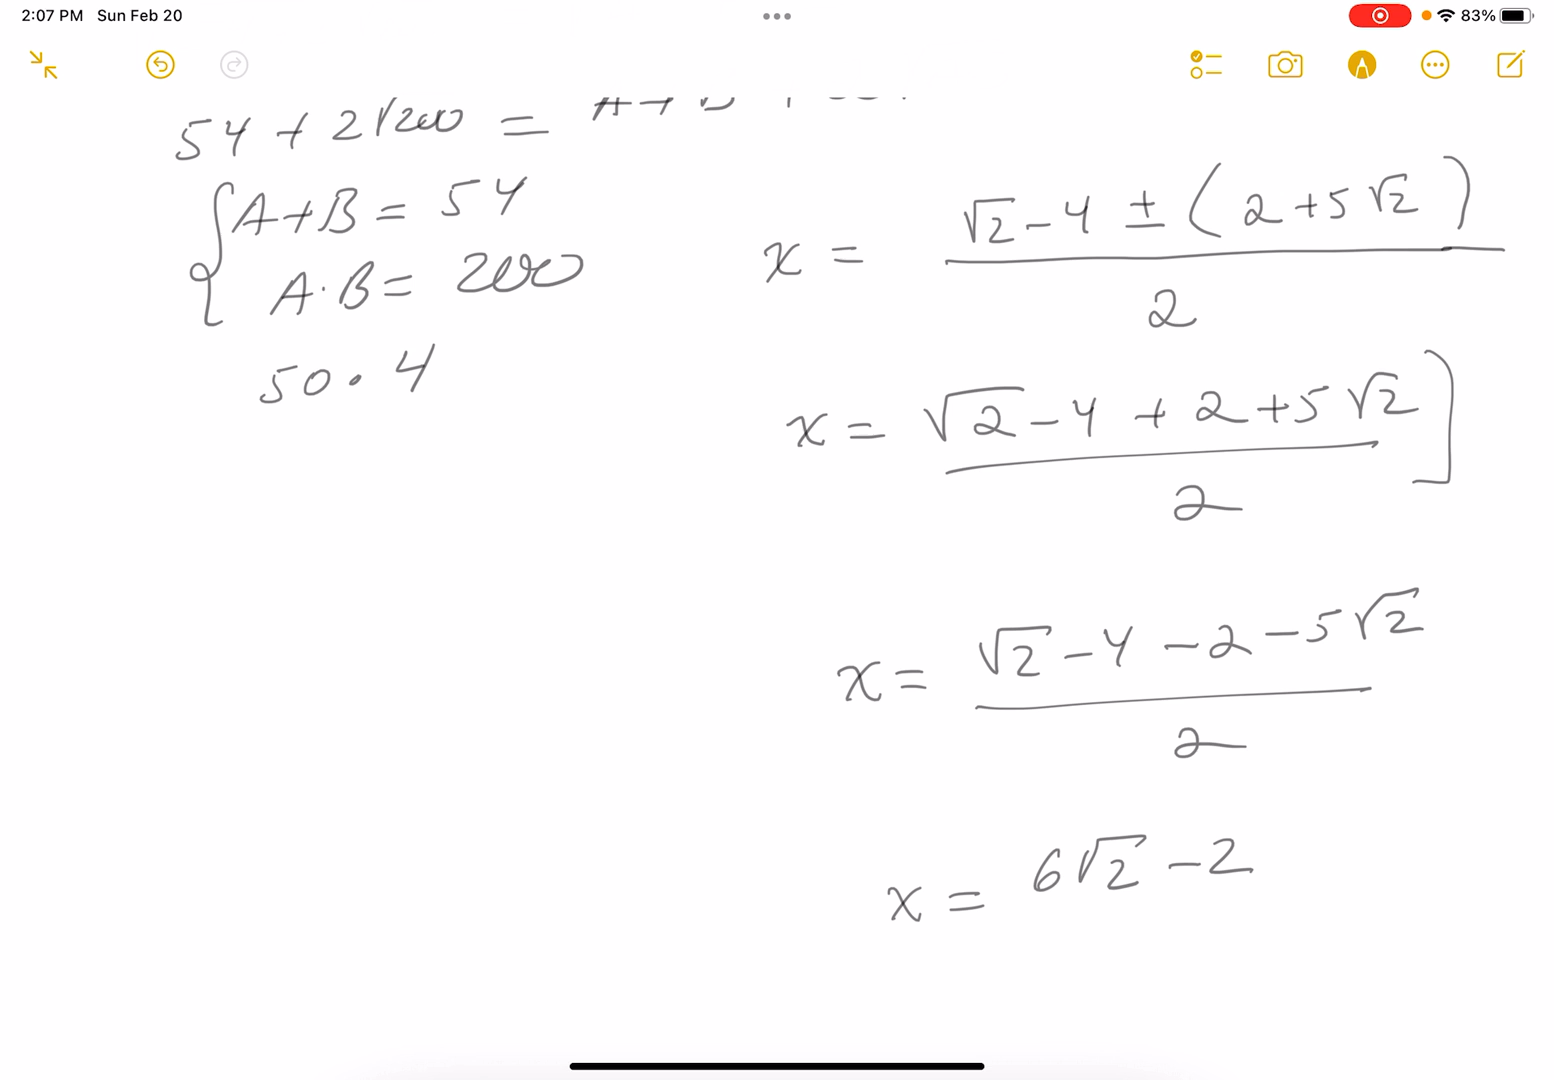 2:07 PM Sun Feb 20
83%
54 + 2√200 =
A+B = 54
A·B = 200
50 · 4
x = (√2 - 4 ± (2 + 5√2)) / 2
x = (√2 - 4 + 2 + 5√2) / 2 ]
x = (√2 - 4 - 2 - 5√2) / 2
x = 6√2 - 2